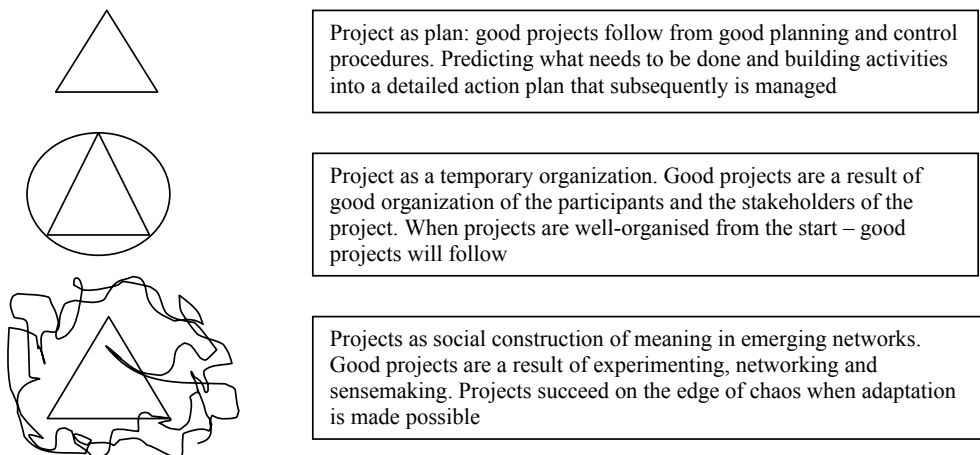 Project as plan: good projects follow from good planning and control
procedures. Predicting what needs to be done and building activities
into a detailed action plan that subsequently is managed
Project as a temporary organization. Good projects are a result of
good organization of the participants and the stakeholders of the
project. When projects are well-organised from the start – good
projects will follow
Projects as social construction of meaning in emerging networks.
Good projects are a result of experimenting, networking and
sensemaking. Projects succeed on the edge of chaos when adaptation
is made possible